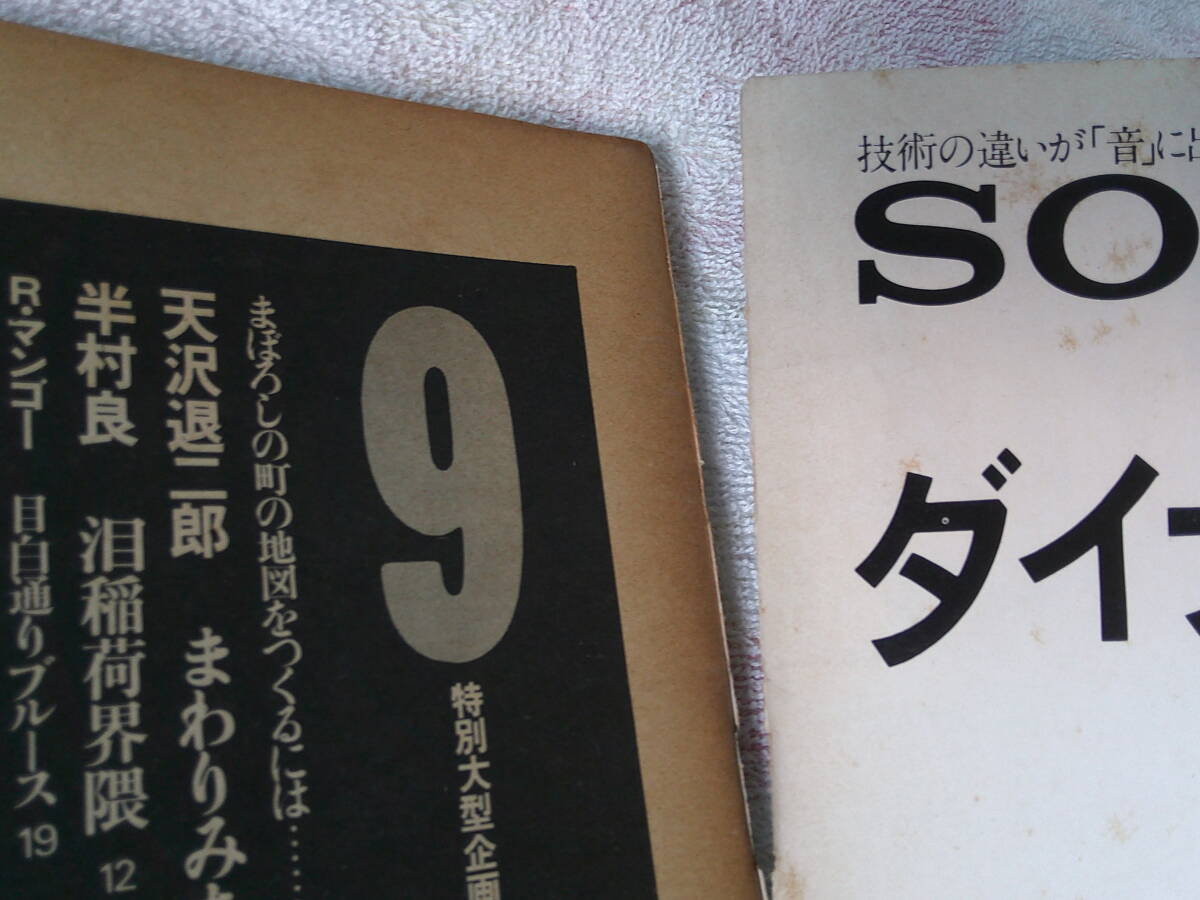 9
特別大型企画
まぼろしの町の地図をつくるには……
天沢退二郎 まわりみ
半村良 泪稲荷界隈 12
R・マンゴー 目白通りブルース 19
技術の違いが「音」に出
SO
ダイナ